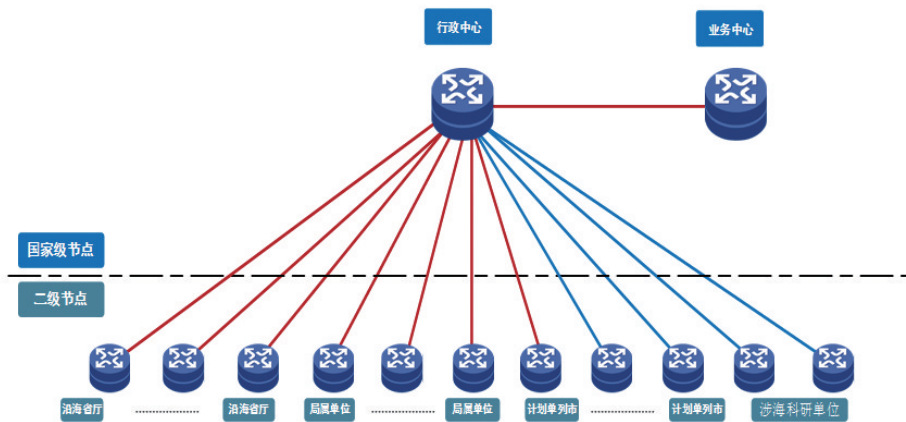 行政中心
业务中心
国家级节点
二级节点
沿海省厅 ………… 沿海省厅 局属单位 ………… 局属单位 计划单列市 ………… 计划单列市 涉海科研单位